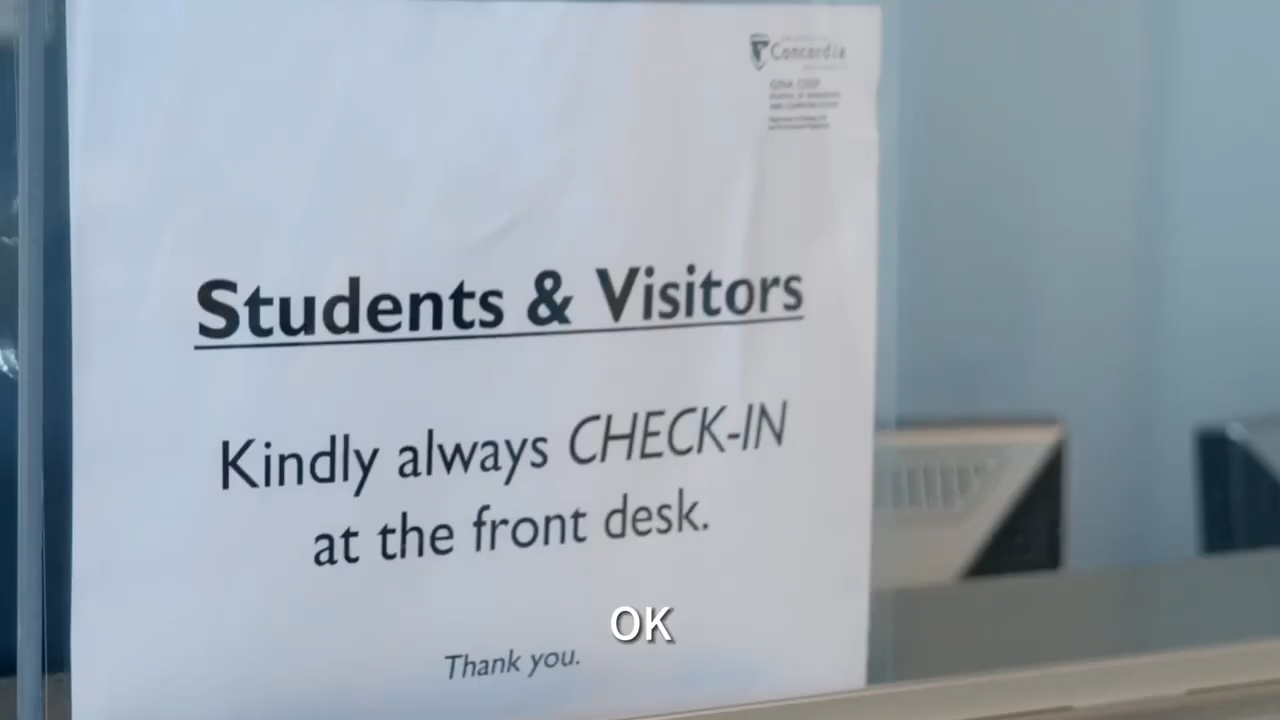 Concordia
Students & Visitors
Kindly always CHECK-IN
at the front desk.
OK
Thank you.